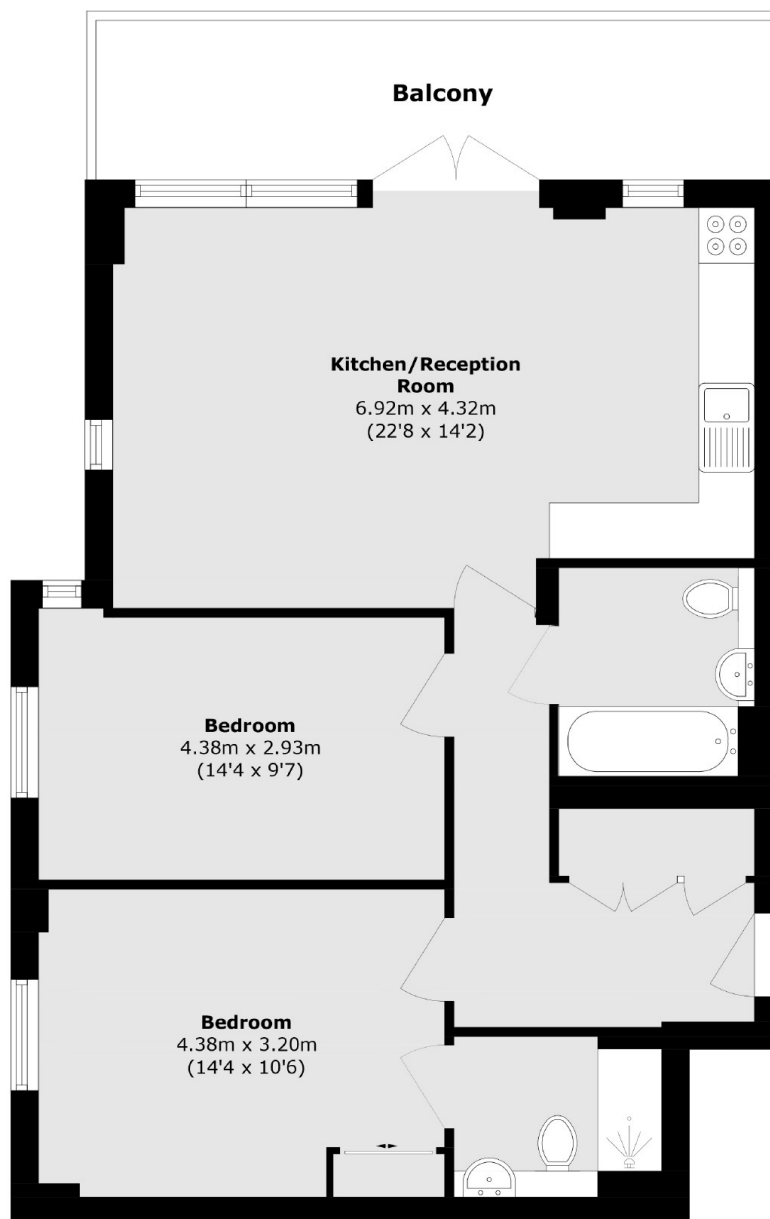 Balcony
Kitchen/Reception
Room
6.92m x 4.32m
(22'8 x 14'2)
Bedroom
4.38m x 2.93m
(14'4 x 9'7)
Bedroom
4.38m x 3.20m
(14'4 x 10'6)